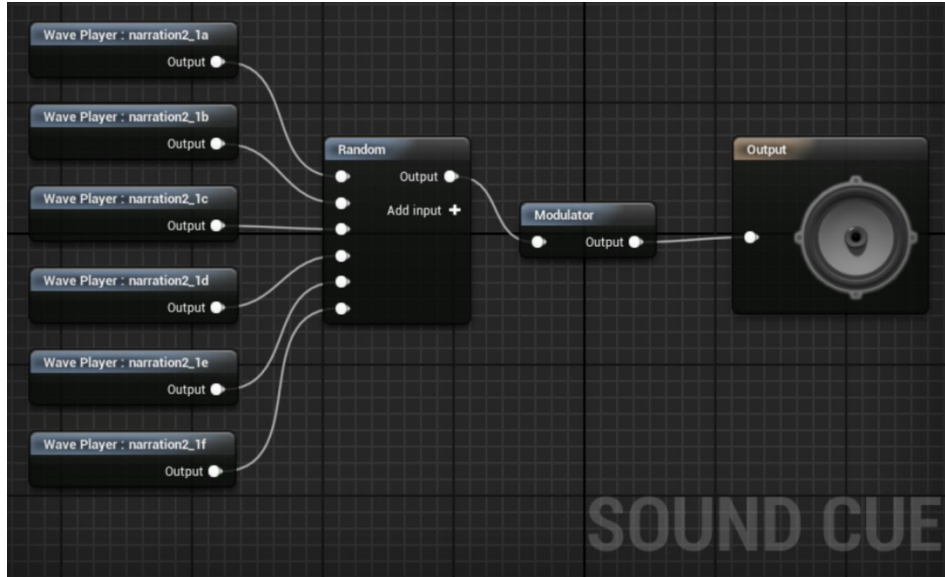 Wave Player : narration2_1a
Output
Wave Player : narration2_1b
Output
Wave Player : narration2_1c
Output
Wave Player : narration2_1d
Output
Wave Player : narration2_1e
Output
Wave Player : narration2_1f
Output
Random
Output
Add input
Modulator
Output
Output
SOUND CUE